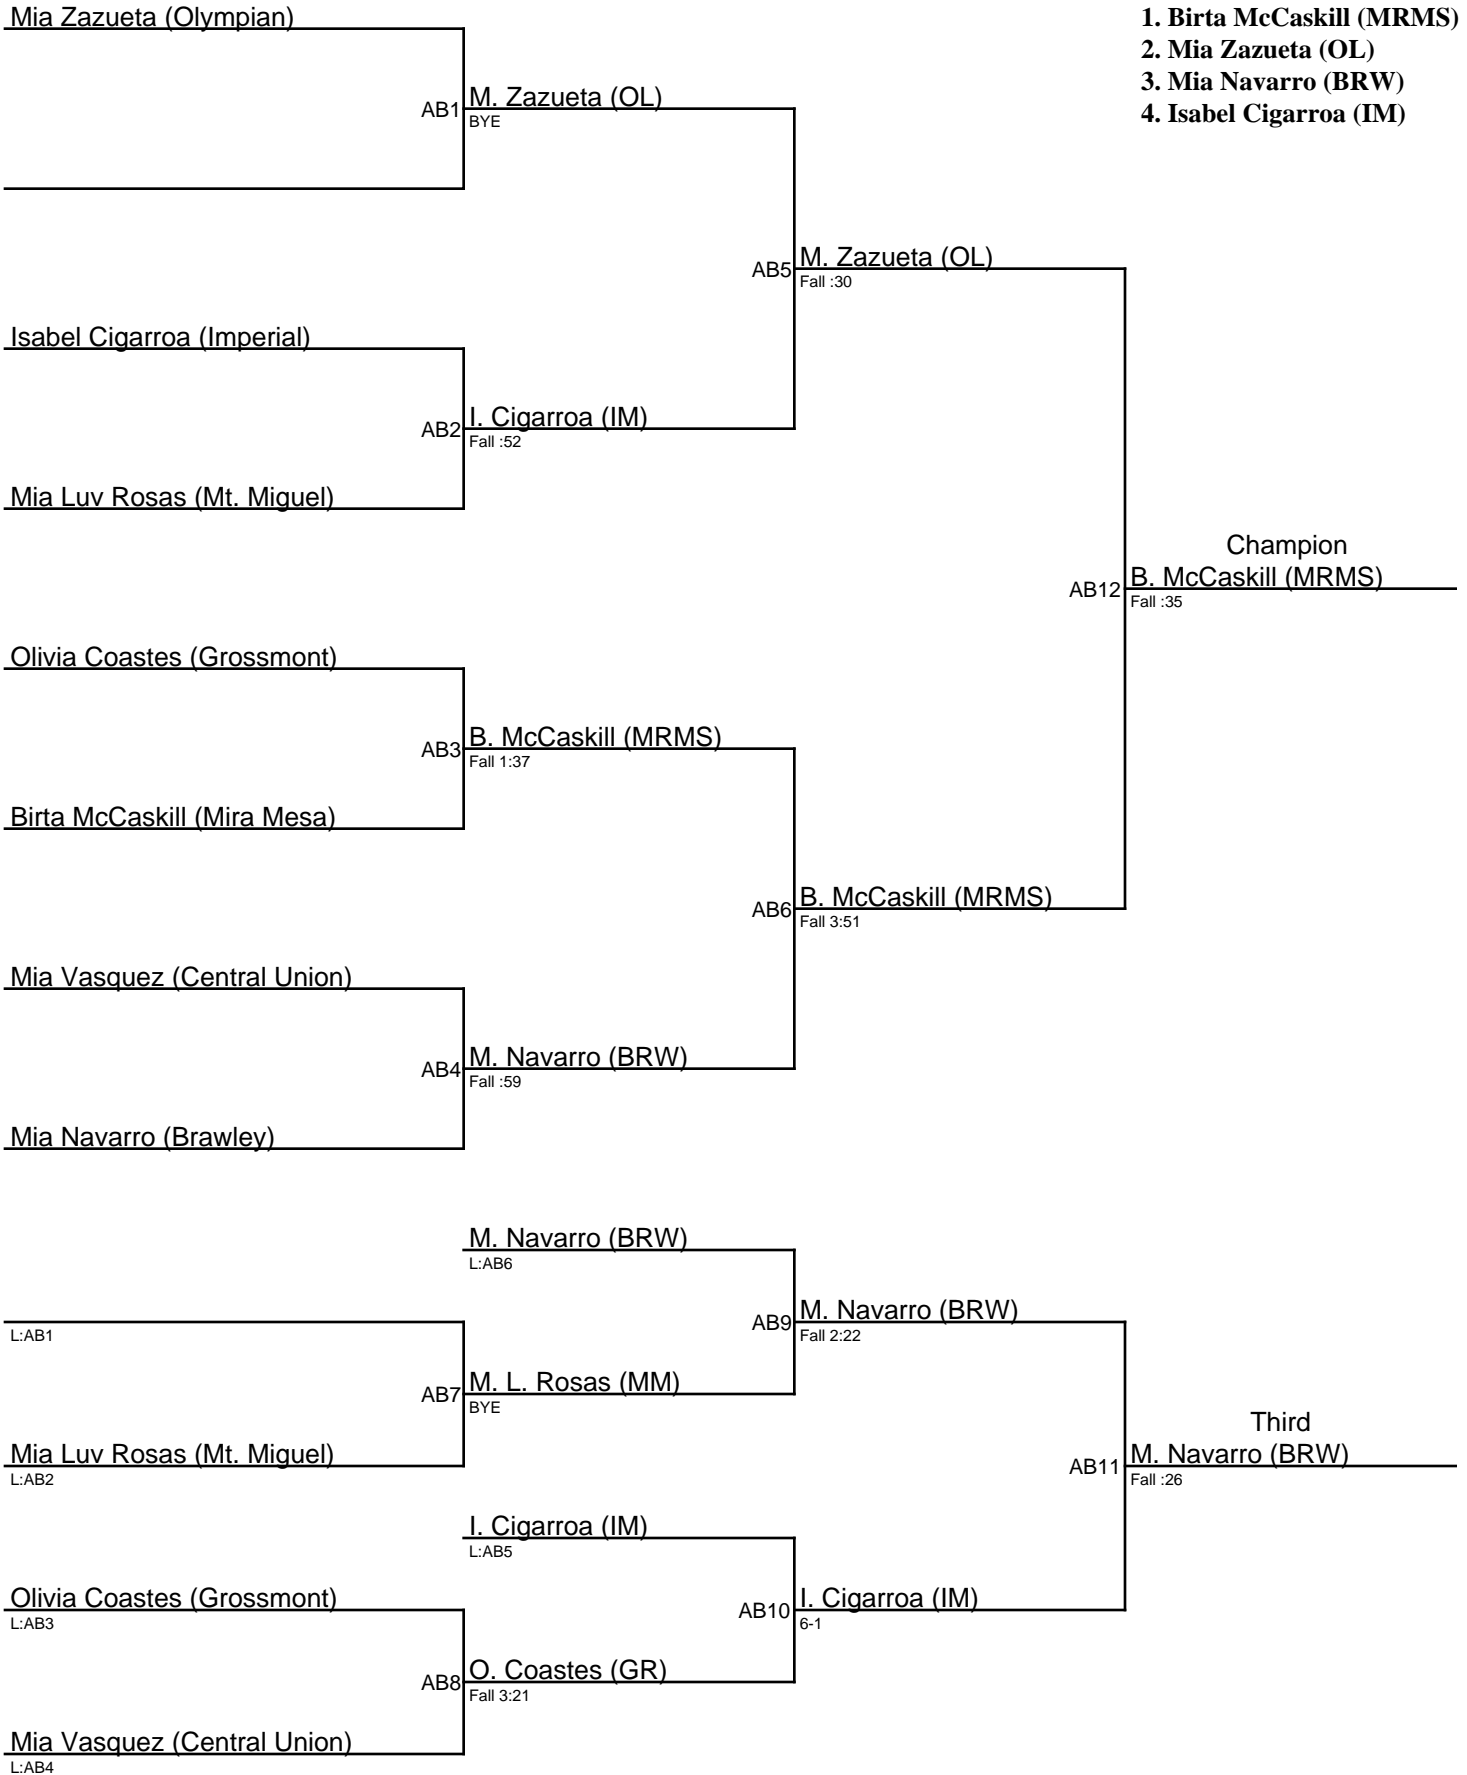 Mia Zazueta (Olympian)
1. Birta McCaskill (MRMS)
2. Mia Zazueta (OL)
3. Mia Navarro (BRW)
4. Isabel Cigarroa (IM)
AB1
M. Zazueta (OL)
BYE
AB5
M. Zazueta (OL)
Fall :30
Isabel Cigarroa (Imperial)
AB2
I. Cigarroa (IM)
Fall :52
Mia Luv Rosas (Mt. Miguel)
Champion
AB12
B. McCaskill (MRMS)
Fall :35
Olivia Coastes (Grossmont)
AB3
B. McCaskill (MRMS)
Fall 1:37
Birta McCaskill (Mira Mesa)
AB6
B. McCaskill (MRMS)
Fall 3:51
Mia Vasquez (Central Union)
AB4
M. Navarro (BRW)
Fall :59
Mia Navarro (Brawley)
M. Navarro (BRW)
L:AB6
AB9
M. Navarro (BRW)
Fall 2:22
L:AB1
AB7
M. L. Rosas (MM)
BYE
Mia Luv Rosas (Mt. Miguel)
L:AB2
Third
AB11
M. Navarro (BRW)
Fall :26
I. Cigarroa (IM)
L:AB5
Olivia Coastes (Grossmont)
L:AB3
AB10
I. Cigarroa (IM)
6-1
AB8
O. Coastes (GR)
Fall 3:21
Mia Vasquez (Central Union)
L:AB4